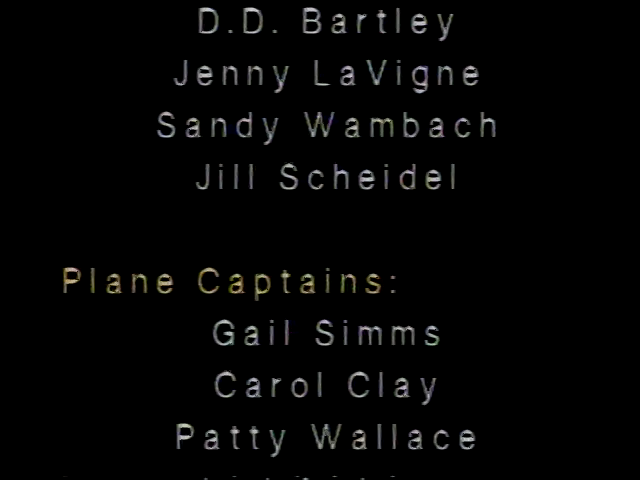 D.D. Bartley
Jenny LaVigne
Sandy Wambach
Jill Scheidel
Plane Captains:
Gail Simms
Carol Clay
Patty Wallace